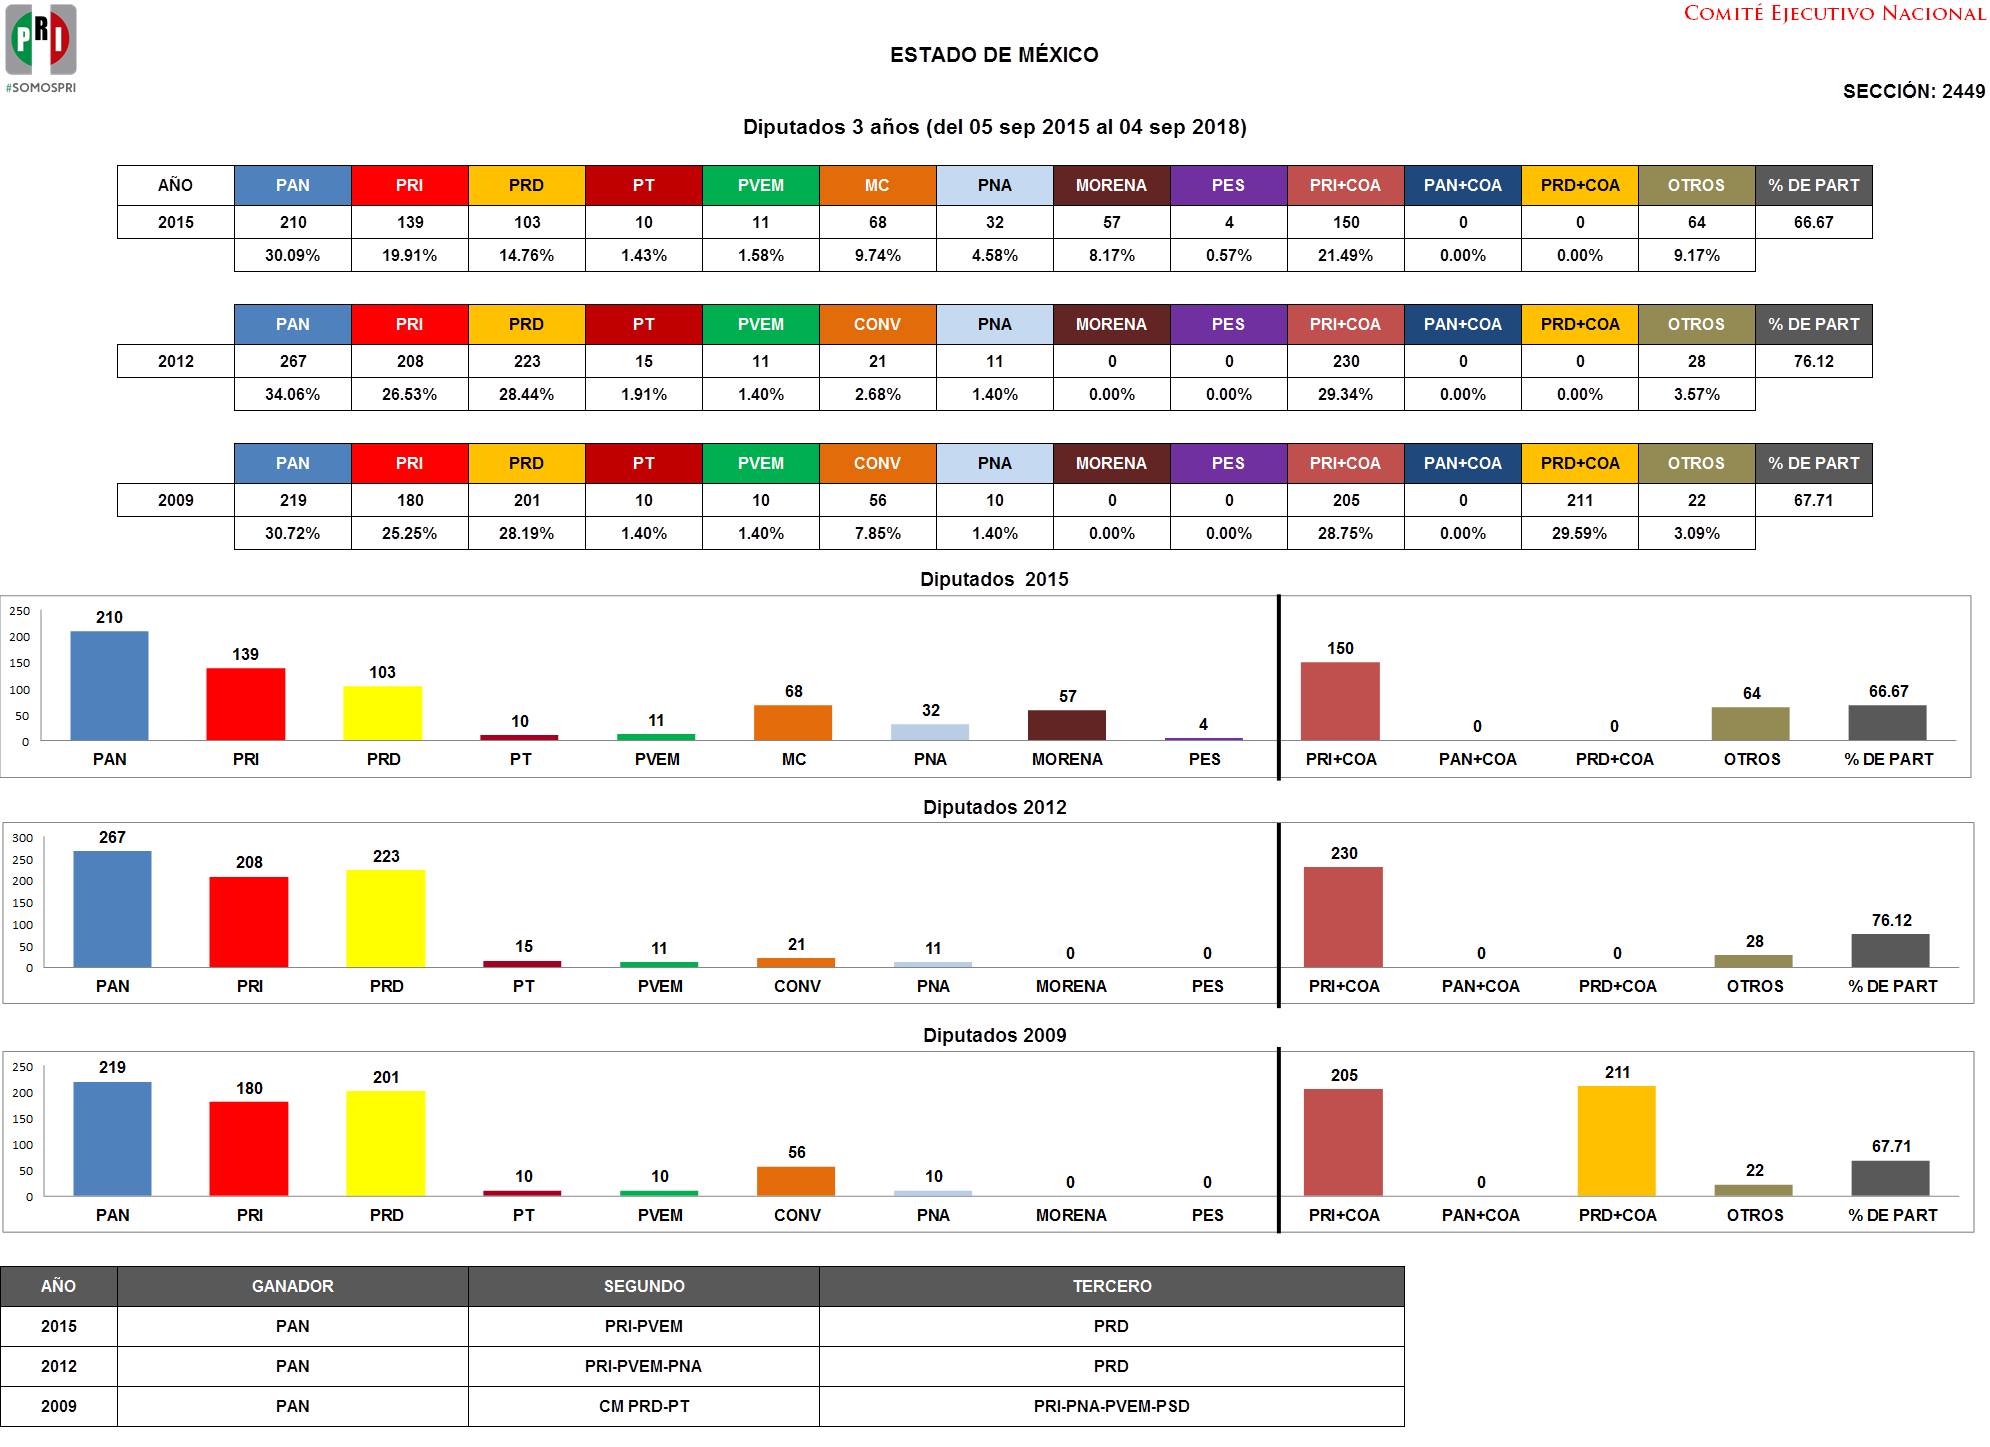 PRI
#SOMOSPRI
COMITÉ EJECUTIVO NACIONAL
ESTADO DE MÉXICO
SECCIÓN: 2449
Diputados 3 años (del 05 sep 2015 al 04 sep 2018)
AÑO PAN PRI PRD PT PVEM MC PNA MORENA PES PRI+COA PAN+COA PRD+COA OTROS % DE PART
2015 210 139 103 10 11 68 32 57 4 150 0 0 64 66.67
30.09% 19.91% 14.76% 1.43% 1.58% 9.74% 4.58% 8.17% 0.57% 21.49% 0.00% 0.00% 9.17%
PAN PRI PRD PT PVEM CONV PNA MORENA PES PRI+COA PAN+COA PRD+COA OTROS % DE PART
2012 267 208 223 15 11 21 11 0 0 230 0 0 28 76.12
34.06% 26.53% 28.44% 1.91% 1.40% 2.68% 1.40% 0.00% 0.00% 29.34% 0.00% 0.00% 3.57%
PAN PRI PRD PT PVEM CONV PNA MORENA PES PRI+COA PAN+COA PRD+COA OTROS % DE PART
2009 219 180 201 10 10 56 10 0 0 205 0 211 22 67.71
30.72% 25.25% 28.19% 1.40% 1.40% 7.85% 1.40% 0.00% 0.00% 28.75% 0.00% 29.59% 3.09%
Diputados 2015
250
200
150
100
50
0
210 139 103 10 11 68 32 57 4 150 0 0 64 66.67
PAN PRI PRD PT PVEM MC PNA MORENA PES PRI+COA PAN+COA PRD+COA OTROS % DE PART
Diputados 2012
300
250
200
150
100
50
0
267 208 223 15 11 21 11 0 0 230 0 0 28 76.12
PAN PRI PRD PT PVEM CONV PNA MORENA PES PRI+COA PAN+COA PRD+COA OTROS % DE PART
Diputados 2009
250
200
150
100
50
0
219 180 201 10 10 56 10 0 0 205 0 211 22 67.71
PAN PRI PRD PT PVEM CONV PNA MORENA PES PRI+COA PAN+COA PRD+COA OTROS % DE PART
AÑO GANADOR SEGUNDO TERCERO
2015 PAN PRI-PVEM PRD
2012 PAN PRI-PVEM-PNA PRD
2009 PAN CM PRD-PT PRI-PNA-PVEM-PSD